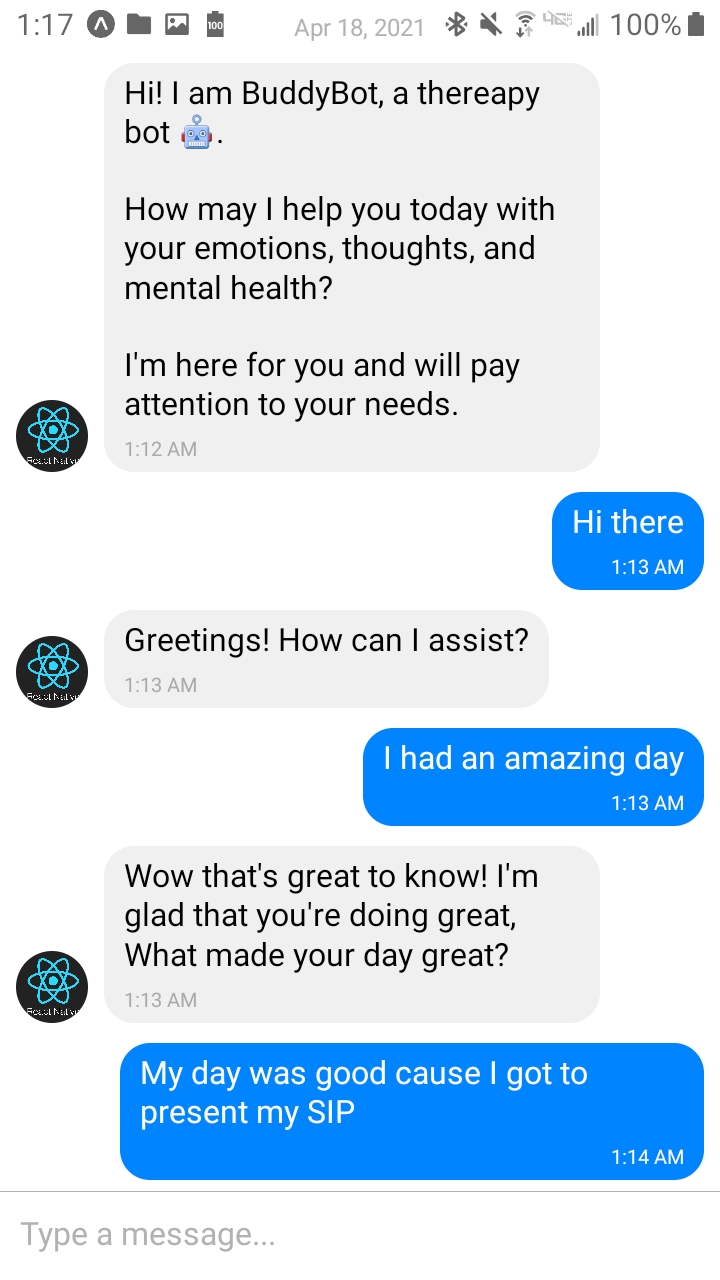 1:17 100 Apr 18, 2021 100%
Hi! I am BuddyBot, a thereapy
bot 🤖.
How may I help you today with
your emotions, thoughts, and
mental health?
I'm here for you and will pay
attention to your needs.
React Native
1:12 AM
Hi there
1:13 AM
Greetings! How can I assist?
1:13 AM
React Native
I had an amazing day
1:13 AM
Wow that's great to know! I'm
glad that you're doing great,
What made your day great?
1:13 AM
React Native
My day was good cause I got to
present my SIP
1:14 AM
Type a message...